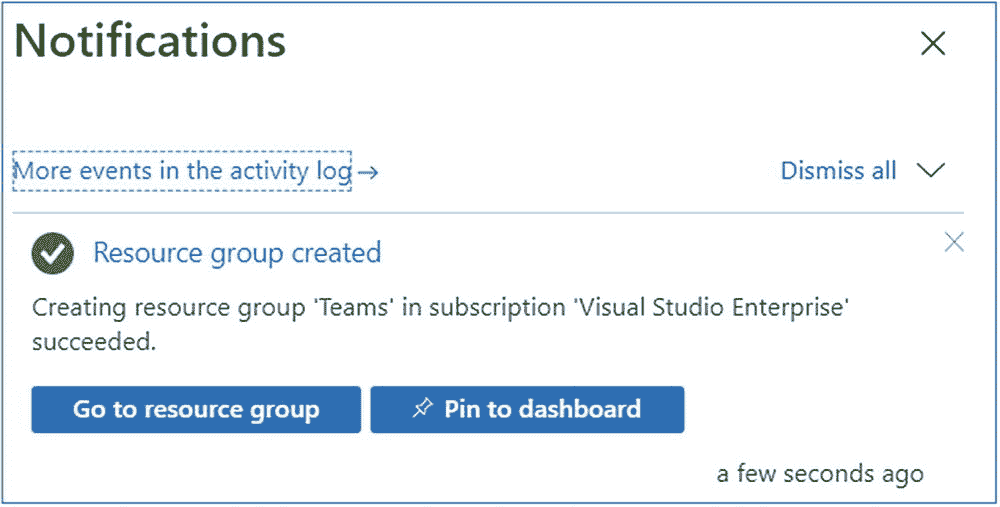 Notifications
More events in the activity log →
Dismiss all
Resource group created
Creating resource group 'Teams' in subscription 'Visual Studio Enterprise'
succeeded.
Go to resource group
Pin to dashboard
a few seconds ago